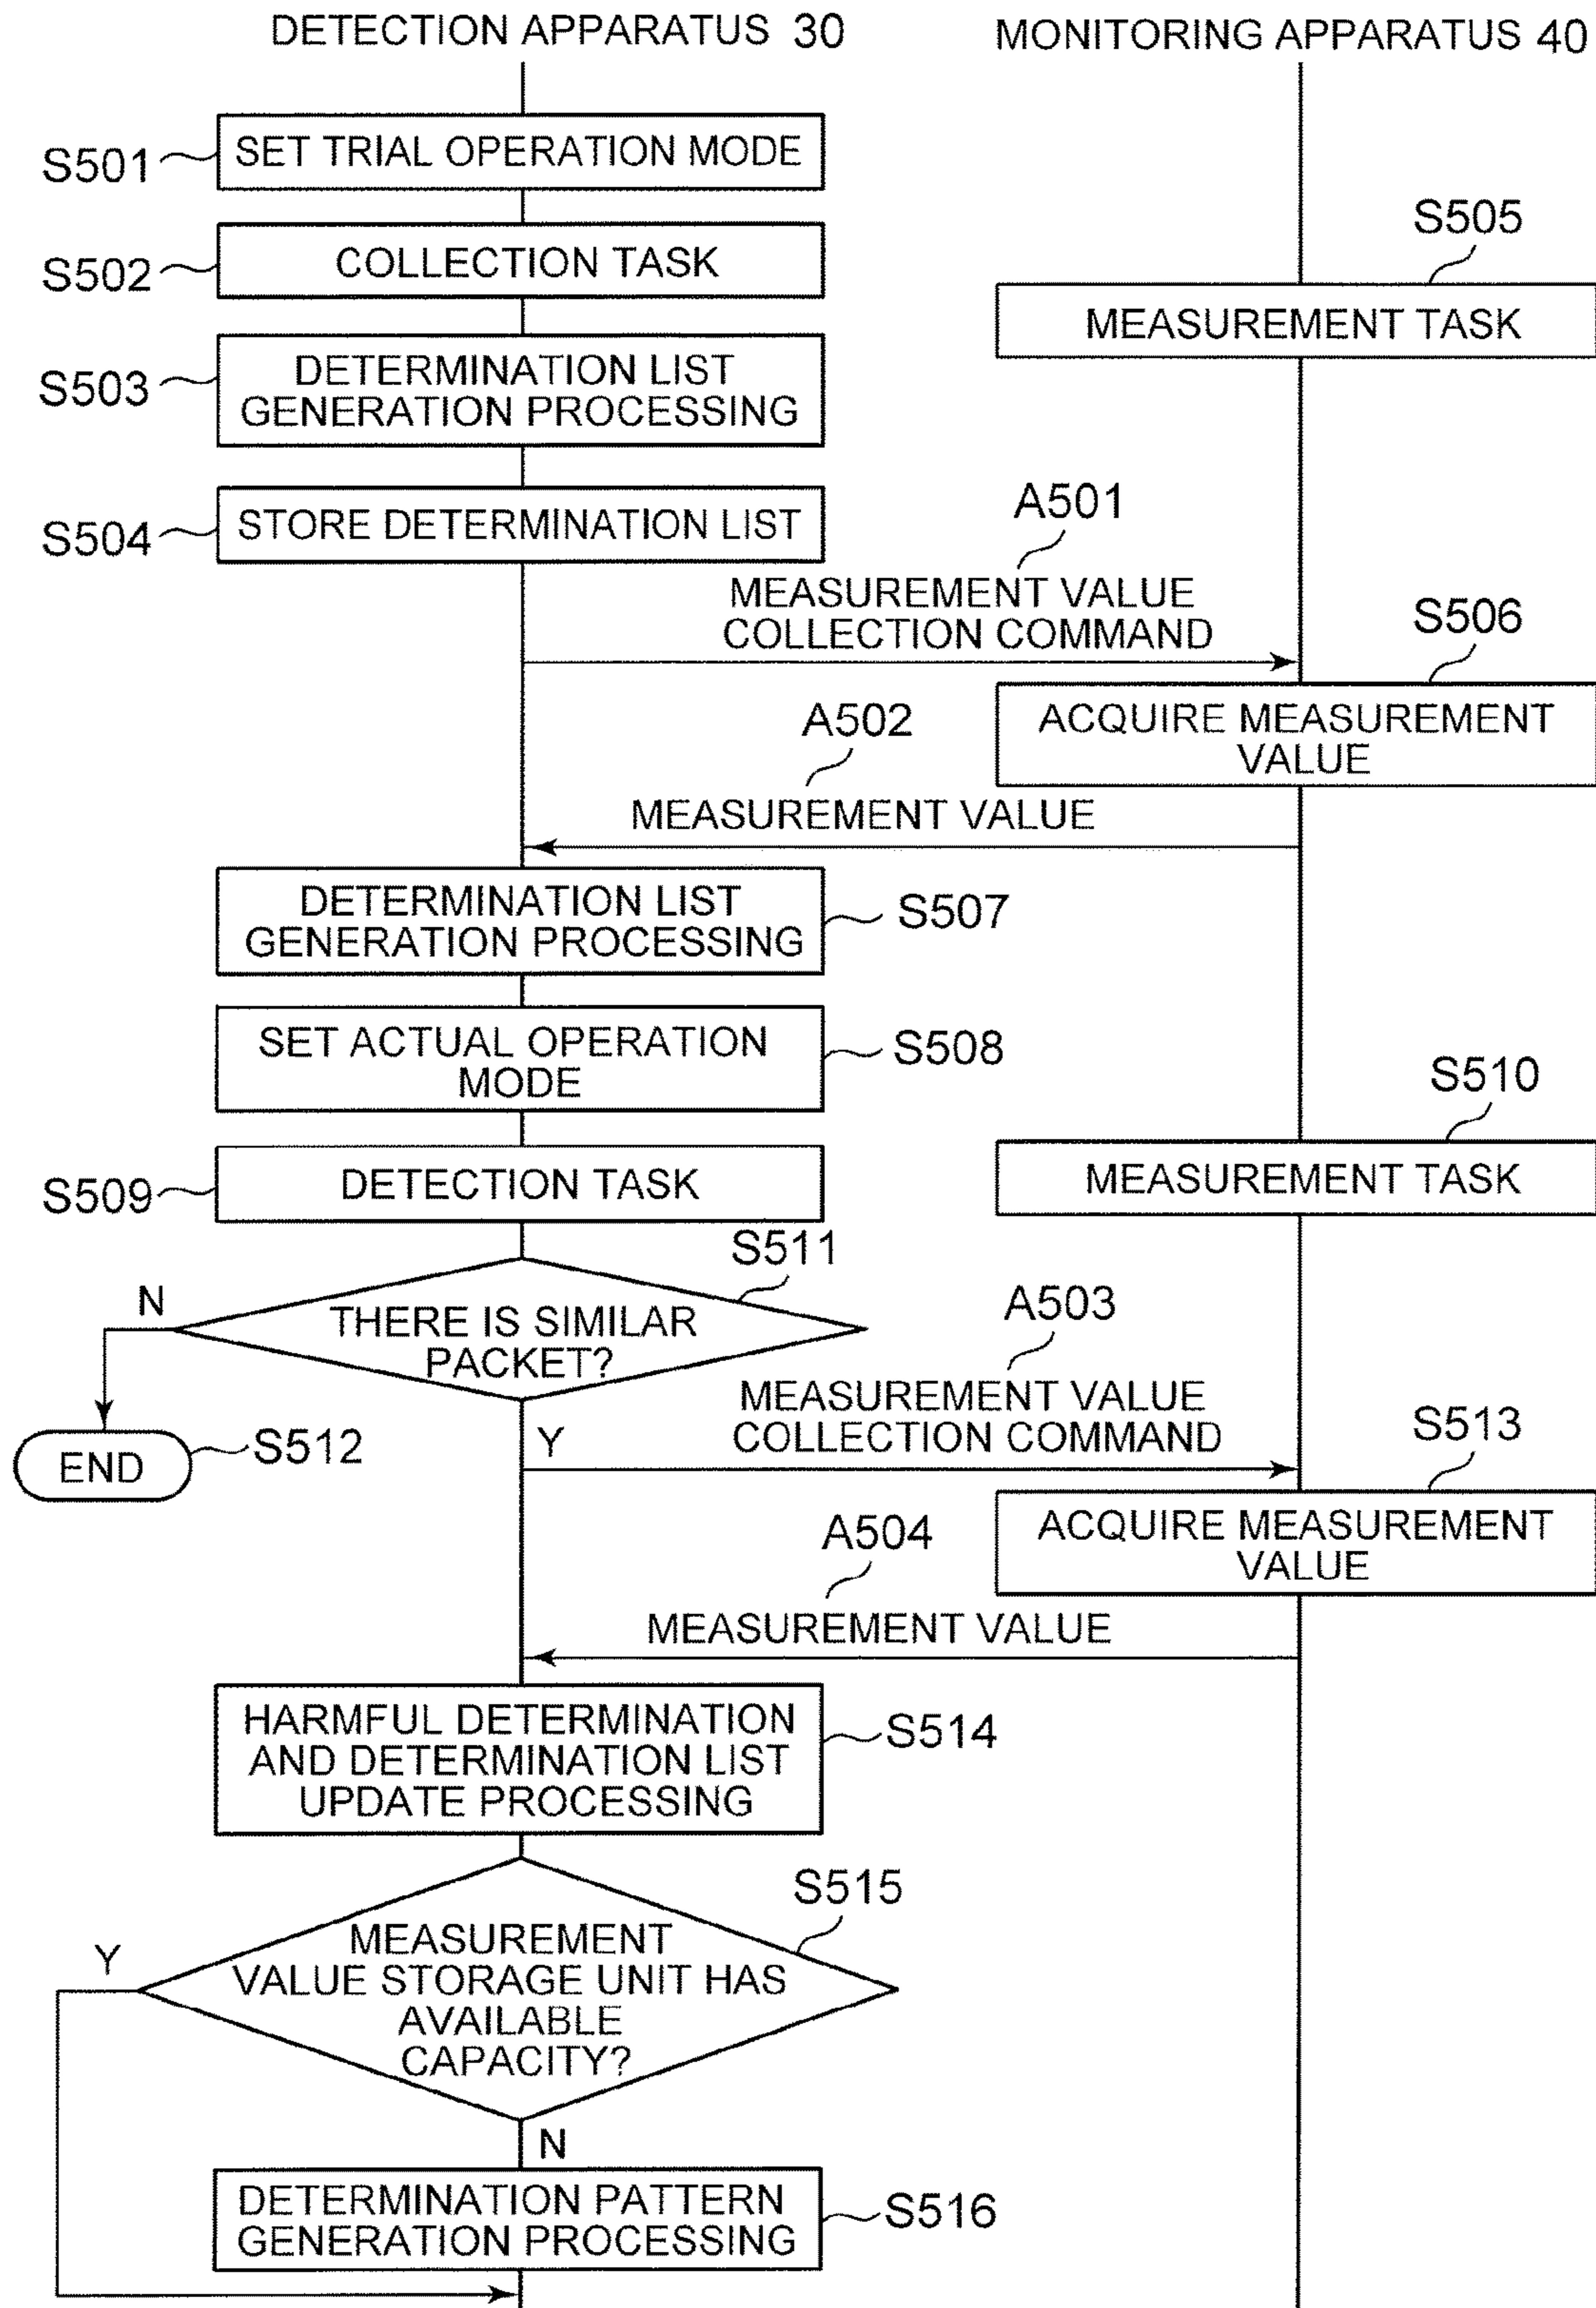 DETECTION APPARATUS 30
MONITORING APPARATUS 40
S501
SET TRIAL OPERATION MODE
S502
COLLECTION TASK
S505
MEASUREMENT TASK
S503
DETERMINATION LIST
GENERATION PROCESSING
S504
STORE DETERMINATION LIST
A501
MEASUREMENT VALUE
COLLECTION COMMAND
S506
ACQUIRE MEASUREMENT
VALUE
A502
MEASUREMENT VALUE
DETERMINATION LIST
GENERATION PROCESSING
S507
SET ACTUAL OPERATION
MODE
S508
S509
DETECTION TASK
S510
MEASUREMENT TASK
S511
THERE IS SIMILAR
PACKET?
N
END
S512
Y
A503
MEASUREMENT VALUE
COLLECTION COMMAND
S513
ACQUIRE MEASUREMENT
VALUE
A504
MEASUREMENT VALUE
HARMFUL DETERMINATION
AND DETERMINATION LIST
UPDATE PROCESSING
S514
S515
MEASUREMENT
VALUE STORAGE UNIT HAS
AVAILABLE
CAPACITY?
Y
N
DETERMINATION PATTERN
GENERATION PROCESSING
S516